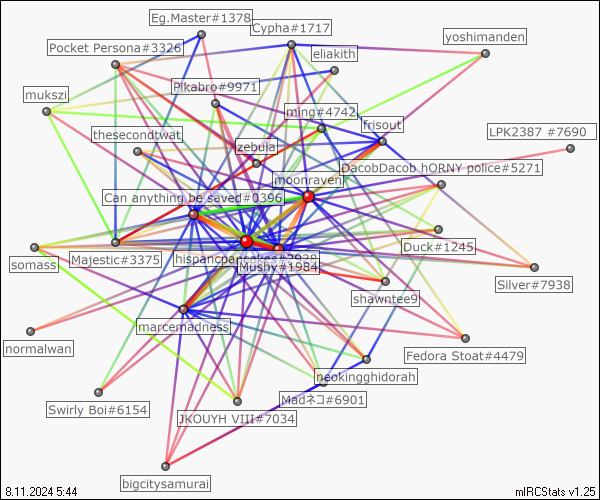 Eg.Master#1378
Cypha#1717
yoshimanden
Pocket Persona#3326
eliakith
Pikabro#9971
mukszi
ming#4742
frisout
LPK2387 #7690
thesecondtwat
zebuia
DacobDacob hORNY police#5271
moonraven
Can anything be saved#0396
Duck#1245
somass
Majestic#3375
hispancpancakes#2938
Mushy#1984
Silver#7938
shawntee9
marcemadness
normalwan
Fedora Stoat#4479
neokingghidorah
Madネコ#6901
Swirly Boi#6154
JKOUYH VIII#7034
bigcitysamurai
8.11.2024 5:44
mIRCStats v1.25